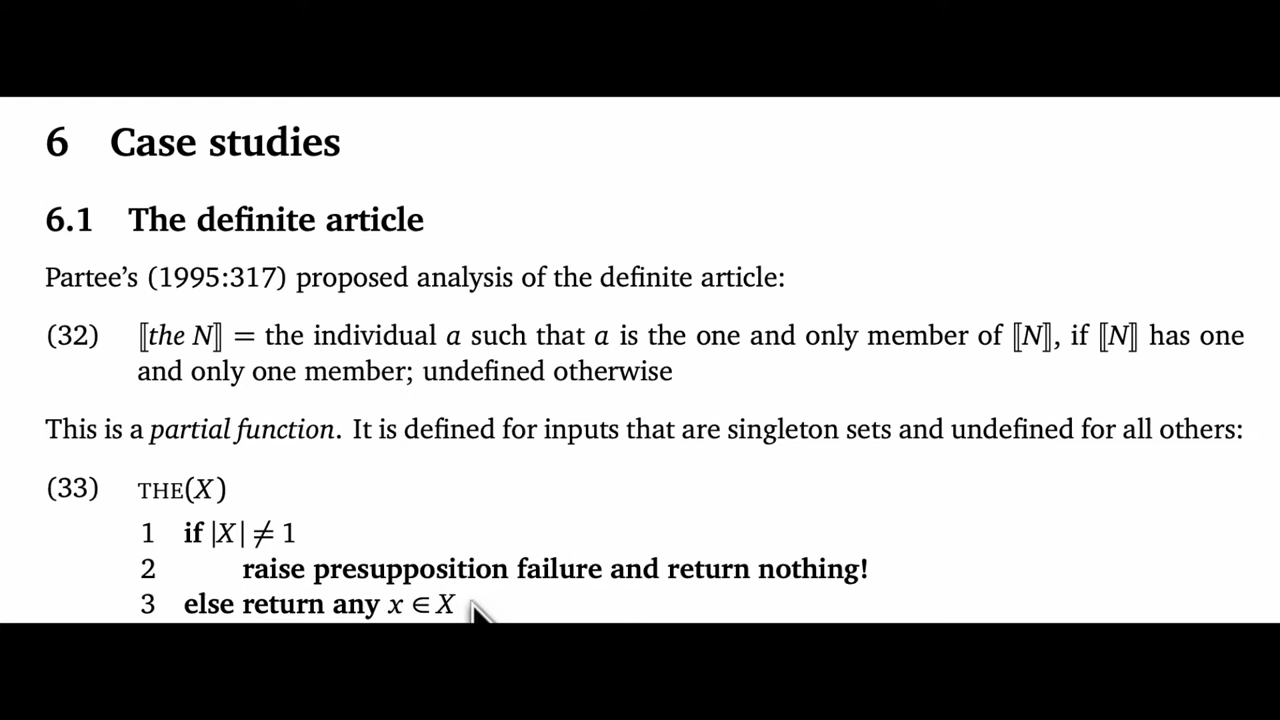 6 Case studies
6.1 The definite article
Partee’s (1995:317) proposed analysis of the definite article:
(32) ⟦the N⟧ = the individual a such that a is the one and only member of ⟦N⟧, if ⟦N⟧ has one
and only one member; undefined otherwise
This is a partial function. It is defined for inputs that are singleton sets and undefined for all others:
(33) THE(X)
1 if |X| ≠ 1
2 raise presupposition failure and return nothing!
3 else return any x ∈ X